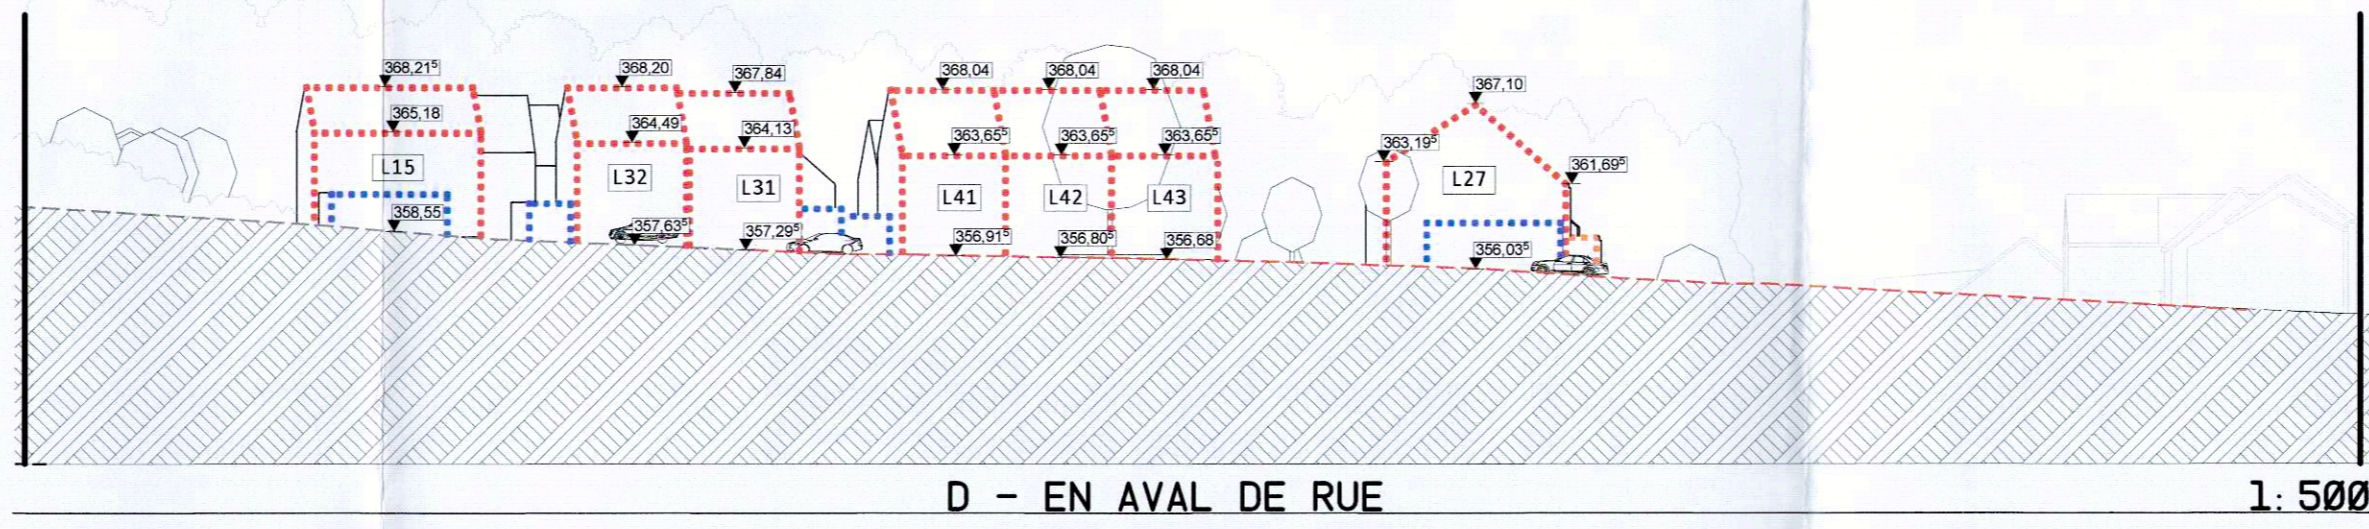 368,21⁵
368,20
367,84
368,04
368,04
368,04
367,10
365,18
364,49
364,13
363,65⁵
363,65⁵
363,65⁵
363,19⁵
361,69⁵
L15
L32
L31
L41
L42
L43
L27
358,55
357,63⁵
357,29⁵
356,91⁵
356,80⁵
356,68
356,03⁵
D - EN AVAL DE RUE
1:500